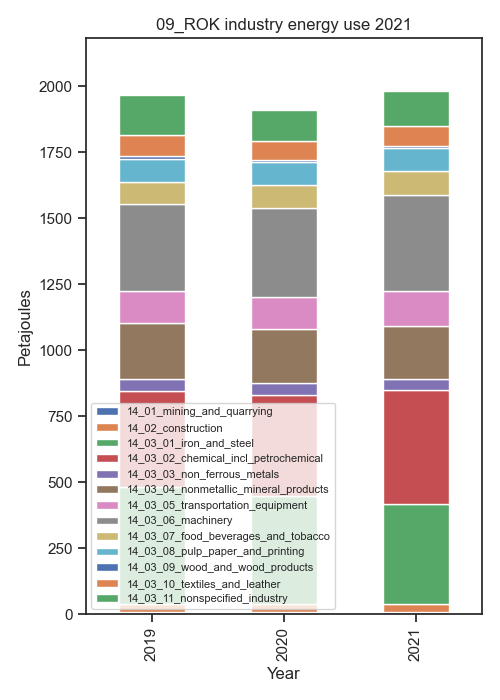 09_ROK industry energy use 2021
Petajoules
2000
1750
1500
1250
1000
750
500
250
0
14_01_mining_and_quarrying
14_02_construction
14_03_01_iron_and_steel
14_03_02_chemical_incl_petrochemical
14_03_03_non_ferrous_metals
14_03_04_nonmetallic_mineral_products
14_03_05_transportation_equipment
14_03_06_machinery
14_03_07_food_beverages_and_tobacco
14_03_08_pulp_paper_and_printing
14_03_09_wood_and_wood_products
14_03_10_textiles_and_leather
14_03_11_nonspecified_industry
2019
2020
2021
Year